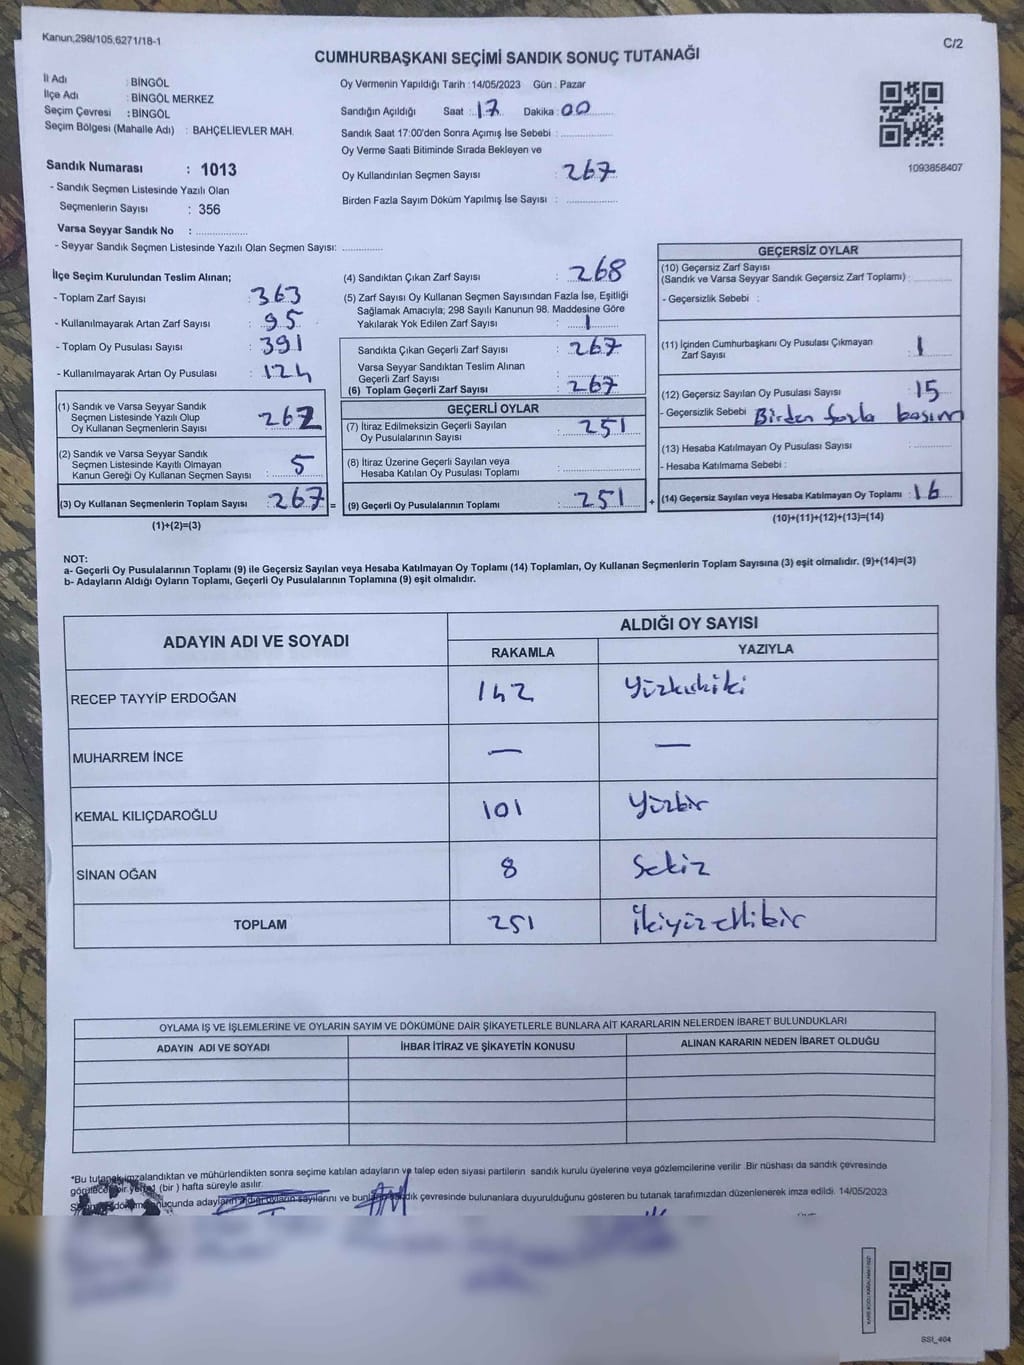 Kanun;298/105,6271/18-1
C/2
CUMHURBAŞKANI SEÇİMİ SANDIK SONUÇ TUTANAĞI
İl Adı : BİNGÖL
İlçe Adı : BİNGÖL MERKEZ
Seçim Çevresi : BİNGÖL
Seçim Bölgesi (Mahalle Adı) : BAHÇELİEVLER MAH.
Sandık Numarası : 1013
- Sandık Seçmen Listesinde Yazılı Olan
Seçmenlerin Sayısı : 356
Varsa Seyyar Sandık No :
- Seyyar Sandık Seçmen Listesinde Yazılı Olan Seçmen Sayısı:
Oy Vermenin Yapıldığı Tarih :14/05/2023 Gün : Pazar
Sandığın Açıldığı Saat : 17 Dakika : 00
Sandık Saat 17:00'den Sonra Açımış İse Sebebi :
Oy Verme Saati Bitiminde Sırada Bekleyen ve
Oy Kullandırılan Seçmen Sayısı : 267
Birden Fazla Sayım Döküm Yapılmış İse Sayısı :
1093858407
İlçe Seçim Kurulundan Teslim Alınan;
- Toplam Zarf Sayısı : 363
- Kullanılmayarak Artan Zarf Sayısı : 95
- Toplam Oy Pusulası Sayısı : 391
- Kullanılmayarak Artan Oy Pusulası : 124
(1) Sandık ve Varsa Seyyar Sandık
Seçmen Listesinde Yazılı Olup
Oy Kullanan Seçmenlerin Sayısı : 262
(2) Sandık ve Varsa Seyyar Sandık
Seçmen Listesinde Kayıtlı Olmayan
Kanun Gereği Oy Kullanan Seçmen Sayısı : 5
(3) Oy Kullanan Seçmenlerin Toplam Sayısı : 267 =
(1)+(2)=(3)
(4) Sandıktan Çıkan Zarf Sayısı : 268
(5) Zarf Sayısı Oy Kullanan Seçmen Sayısından Fazla İse, Eşitliği
Sağlamak Amacıyla; 298 Sayılı Kanunun 98. Maddesine Göre
Yakılarak Yok Edilen Zarf Sayısı : 1
Sandıkta Çıkan Geçerli Zarf Sayısı : 267
Varsa Seyyar Sandıktan Teslim Alınan
Geçerli Zarf Sayısı
(6) Toplam Geçerli Zarf Sayısı : 267
GEÇERLİ OYLAR
(7) İtiraz Edilmeksizin Geçerli Sayılan
Oy Pusulalarının Sayısı : 251
(8) İtiraz Üzerine Geçerli Sayılan veya
Hesaba Katılan Oy Pusulası Toplamı :
(9) Geçerli Oy Pusulalarının Toplamı : 251 +
GEÇERSİZ OYLAR
(10) Geçersiz Zarf Sayısı
(Sandık ve Varsa Seyyar Sandık Geçersiz Zarf Toplamı) :
- Geçersizlik Sebebi :
(11) İçinden Cumhurbaşkanı Oy Pusulası Çıkmayan
Zarf Sayısı : 1
(12) Geçersiz Sayılan Oy Pusulası Sayısı : 15
- Geçersizlik Sebebi Birden fazla basım
(13) Hesaba Katılmayan Oy Pusulası Sayısı :
- Hesaba Katılmama Sebebi :
(14) Geçersiz Sayılan veya Hesaba Katılmayan Oy Toplamı : 16
(10)+(11)+(12)+(13)=(14)
NOT:
a- Geçerli Oy Pusulalarının Toplamı (9) ile Geçersiz Sayılan veya Hesaba Katılmayan Oy Toplamı (14) Toplamları, Oy Kullanan Seçmenlerin Toplam Sayısına (3) eşit olmalıdır. (9)+(14)=(3)
b- Adayların Aldığı Oyların Toplamı, Geçerli Oy Pusulalarının Toplamına (9) eşit olmalıdır.
ADAYIN ADI VE SOYADI
ALDIĞI OY SAYISI
RAKAMLA YAZIYLA
RECEP TAYYİP ERDOĞAN 142 Yüzkırkiki
MUHARREM İNCE — —
KEMAL KILIÇDAROĞLU 101 Yüzbir
SİNAN OĞAN 8 Sekiz
TOPLAM 251 İkiyüzellibir
OYLAMA İŞ VE İŞLEMLERİNE VE OYLARIN SAYIM VE DÖKÜMÜNE DAİR ŞİKAYETLERLE BUNLARA AİT KARARLARIN NELERDEN İBARET BULUNDUKLARI
ADAYIN ADI VE SOYADI İHBAR İTİRAZ VE ŞİKAYETİN KONUSU ALINAN KARARIN NEDEN İBARET OLDUĞU
*Bu tutanak imzalandıktan ve mühürlendikten sonra seçime katılan adayların ve talep eden siyasi partilerin sandık kurulu üyelerine veya gözlemcilerine verilir .Bir nüshası da sandık çevresinde
bir yere (bir ) hafta süreyle asılır.
adayların sayılarını ve çevresinde bulunanlara duyurulduğunu gösteren bu tutanak tarafımızdan düzenlenerek imza edildi. 14/05/2023
SSI_404